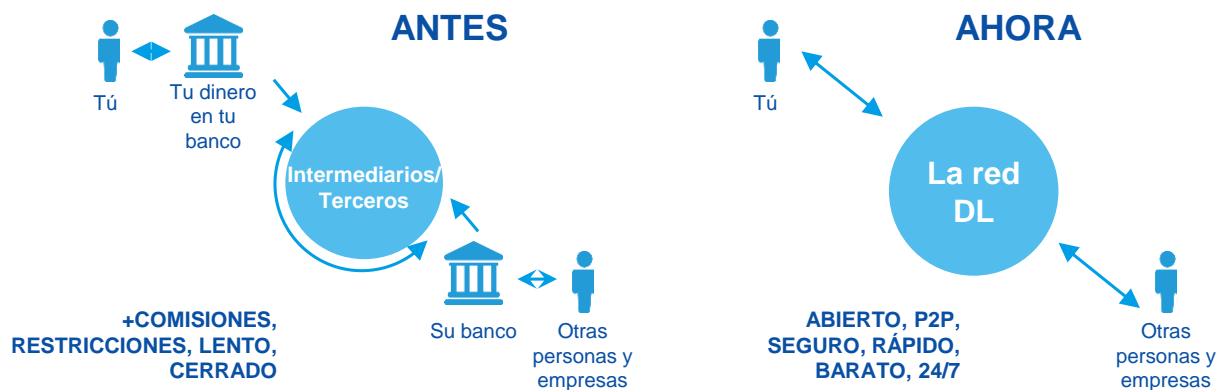 ANTES
Tú
Tu dinero
en tu
banco
Intermediarios/
Terceros
Su banco
Otras
personas y
empresas
+COMISIONES,
RESTRICCIONES, LENTO,
CERRADO
AHORA
Tú
La red
DL
Otras
personas y
empresas
ABIERTO, P2P,
SEGURO, RÁPIDO,
BARATO, 24/7